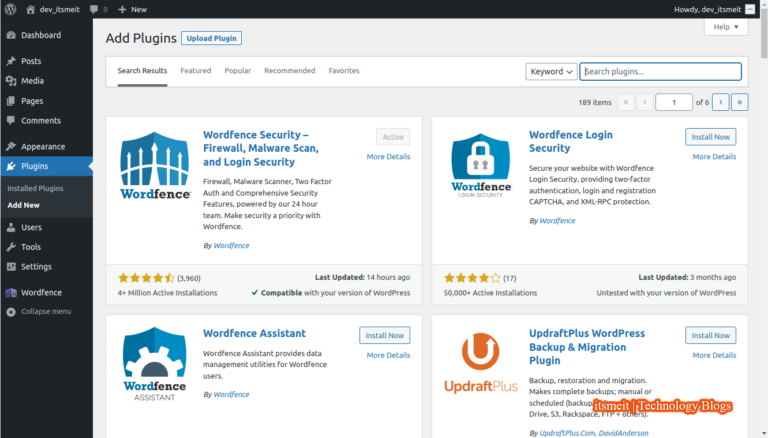 dev_itsmeit 0 + New Howdy, dev_itsmeit
Help
Dashboard
Posts
Media
Pages
Comments
Appearance
Plugins
Installed Plugins
Add New
Users
Tools
Settings
Wordfence
Collapse menu
Add Plugins Upload Plugin
Search Results Featured Popular Recommended Favorites Keyword Search plugins...
189 items « ‹ 1 of 6 › »
Wordfence
Wordfence Security –
Firewall, Malware Scan,
and Login Security
Active
More Details
Firewall, Malware Scanner, Two Factor
Auth and Comprehensive Security
Features, powered by our 24 hour
team. Make security a priority with
Wordfence.
By Wordfence
(3,960) Last Updated: 14 hours ago
4+ Million Active Installations Compatible with your version of WordPress
Wordfence
LOGIN SECURITY
Wordfence Login
Security
Install Now
More Details
Secure your website with Wordfence
Login Security, providing two-factor
authentication, login and registration
CAPTCHA, and XML-RPC protection.
By Wordfence
(17) Last Updated: 3 months ago
50,000+ Active Installations Untested with your version of WordPress
Wordfence
ASSISTANT
Wordfence Assistant
Install Now
More Details
Wordfence Assistant provides data
management utilities for Wordfence
users.
By Wordfence
UpdraftPlus
UpdraftPlus WordPress
Backup & Migration
Plugin
Install Now
More Details
Backup, restoration and migration.
Makes complete backups; manual or
scheduled (backup
Drive, S3, Rackspace, FTP + others).
By UpdraftPlus.Com, DavidAnderson
itsmeit | Technology Blogs